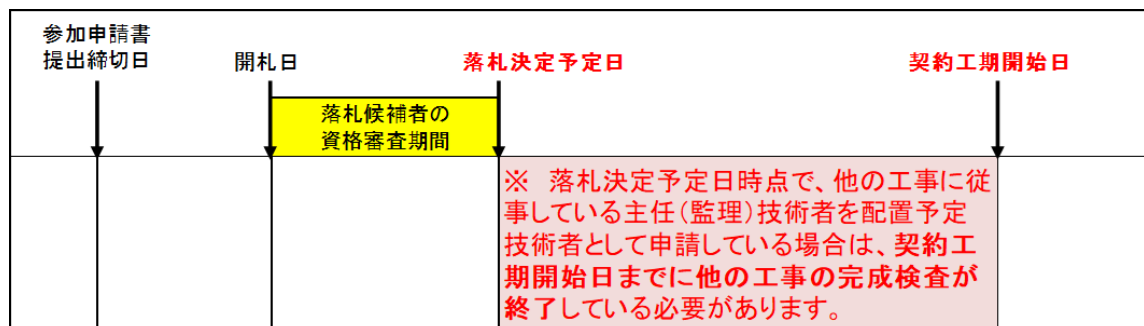 参加申請書
提出締切日
開札日
落札決定予定日
契約工期開始日
落札候補者の
資格審査期間
※　落札決定予定日時点で、他の工事に従
事している主任(監理)技術者を配置予定
技術者として申請している場合は、契約工
期開始日までに他の工事の完成検査が
終了している必要があります。